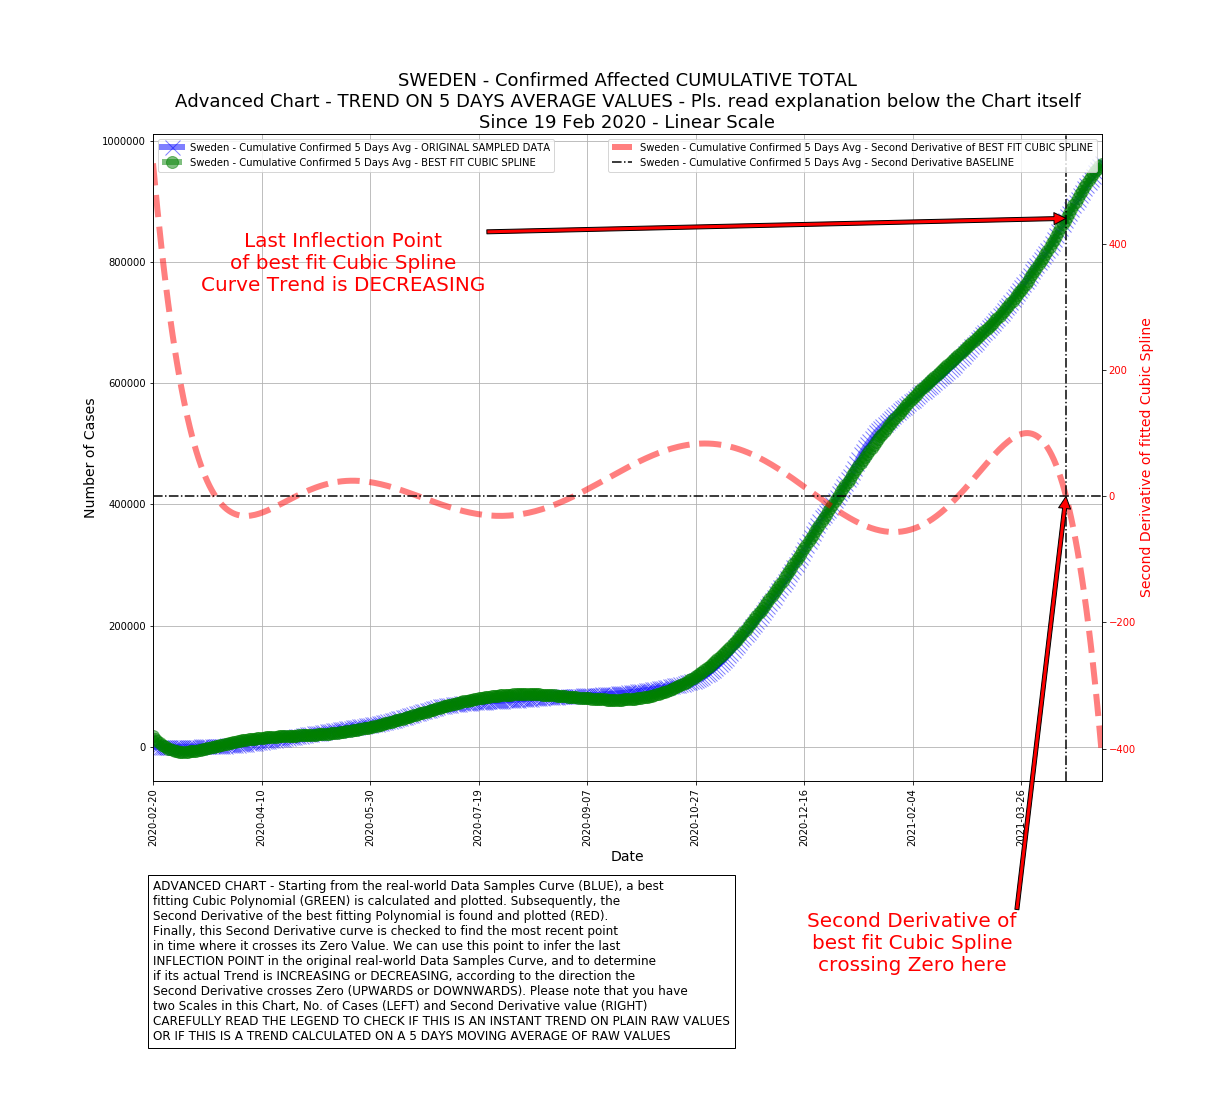 SWEDEN - Confirmed Affected CUMULATIVE TOTAL
Advanced Chart - TREND ON 5 DAYS AVERAGE VALUES - Pls. read explanation below the Chart itself
Since 19 Feb 2020 - Linear Scale
Sweden - Cumulative Confirmed 5 Days Avg - ORIGINAL SAMPLED DATA
Sweden - Cumulative Confirmed 5 Days Avg - BEST FIT CUBIC SPLINE
Sweden - Cumulative Confirmed 5 Days Avg - Second Derivative of BEST FIT CUBIC SPLINE
Sweden - Cumulative Confirmed 5 Days Avg - Second Derivative BASELINE
Last Inflection Point
of best fit Cubic Spline
Curve Trend is DECREASING
Number of Cases
1000000
800000
600000
400000
200000
0
400
200
0
−200
−400
Second Derivative of fitted Cubic Spline
2020-02-20
2020-04-10
2020-05-30
2020-07-19
2020-09-07
2020-10-27
2020-12-16
2021-02-04
2021-03-26
Date
ADVANCED CHART - Starting from the real-world Data Samples Curve (BLUE), a best
fitting Cubic Polynomial (GREEN) is calculated and plotted. Subsequently, the
Second Derivative of the best fitting Polynomial is found and plotted (RED).
Finally, this Second Derivative curve is checked to find the most recent point
in time where it crosses its Zero Value. We can use this point to infer the last
INFLECTION POINT in the original real-world Data Samples Curve, and to determine
if its actual Trend is INCREASING or DECREASING, according to the direction the
Second Derivative crosses Zero (UPWARDS or DOWNWARDS). Please note that you have
two Scales in this Chart, No. of Cases (LEFT) and Second Derivative value (RIGHT)
CAREFULLY READ THE LEGEND TO CHECK IF THIS IS AN INSTANT TREND ON PLAIN RAW VALUES
OR IF THIS IS A TREND CALCULATED ON A 5 DAYS MOVING AVERAGE OF RAW VALUES
Second Derivative of
best fit Cubic Spline
crossing Zero here